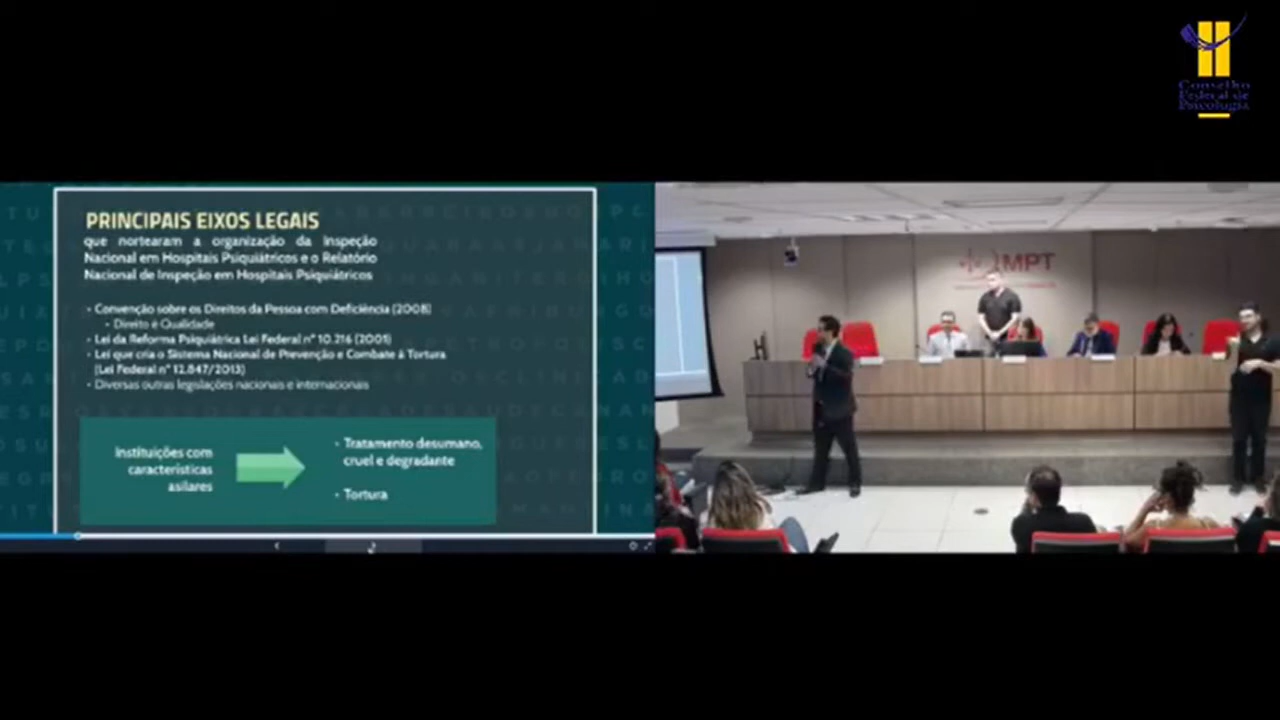 Conselho
Federal de
Psicologia
PRINCIPAIS EIXOS LEGAIS
que nortearam a organização da Inspeção
Nacional em Hospitais Psiquiátricos e o Relatório
Nacional de Inspeção em Hospitais Psiquiátricos
• Convenção sobre os Direitos da Pessoa com Deficiência (2008)
• Direito é Qualidade
• Lei da Reforma Psiquiátrica Lei Federal n° 10.216 (2001)
• Lei que cria o Sistema Nacional de Prevenção e Combate à Tortura
(Lei Federal n° 12.847/2013)
• Diversas outras legislações nacionais e internacionais
Instituições com
características
asilares
• Tratamento desumano,
cruel e degradante
• Tortura
MPT